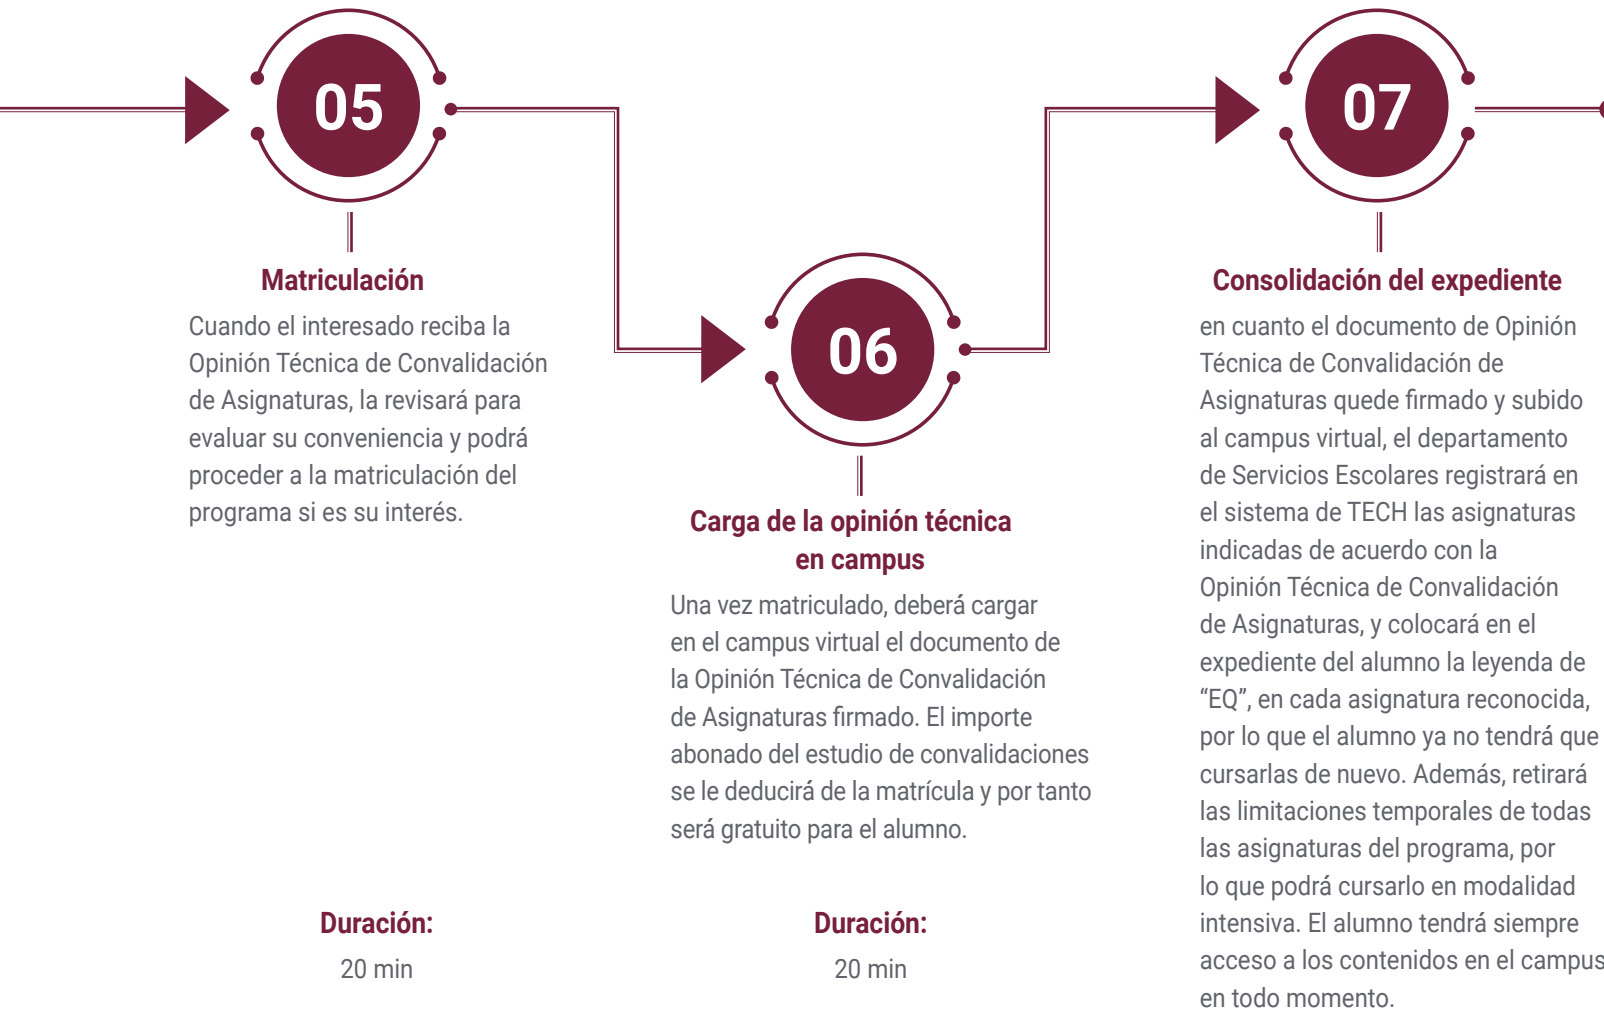 05
Matriculación
Cuando el interesado reciba la
Opinión Técnica de Convalidación
de Asignaturas, la revisará para
evaluar su conveniencia y podrá
proceder a la matriculación del
programa si es su interés.
Duración:
20 min
06
Carga de la opinión técnica
en campus
Una vez matriculado, deberá cargar
en el campus virtual el documento de
la Opinión Técnica de Convalidación
de Asignaturas firmado. El importe
abonado del estudio de convalidaciones
se le deducirá de la matrícula y por tanto
será gratuito para el alumno.
Duración:
20 min
07
Consolidación del expediente
en cuanto el documento de Opinión
Técnica de Convalidación de
Asignaturas quede firmado y subido
al campus virtual, el departamento
de Servicios Escolares registrará en
el sistema de TECH las asignaturas
indicadas de acuerdo con la
Opinión Técnica de Convalidación
de Asignaturas, y colocará en el
expediente del alumno la leyenda de
“EQ”, en cada asignatura reconocida,
por lo que el alumno ya no tendrá que
cursarlas de nuevo. Además, retirará
las limitaciones temporales de todas
las asignaturas del programa, por
lo que podrá cursarlo en modalidad
intensiva. El alumno tendrá siempre
acceso a los contenidos en el campus
en todo momento.